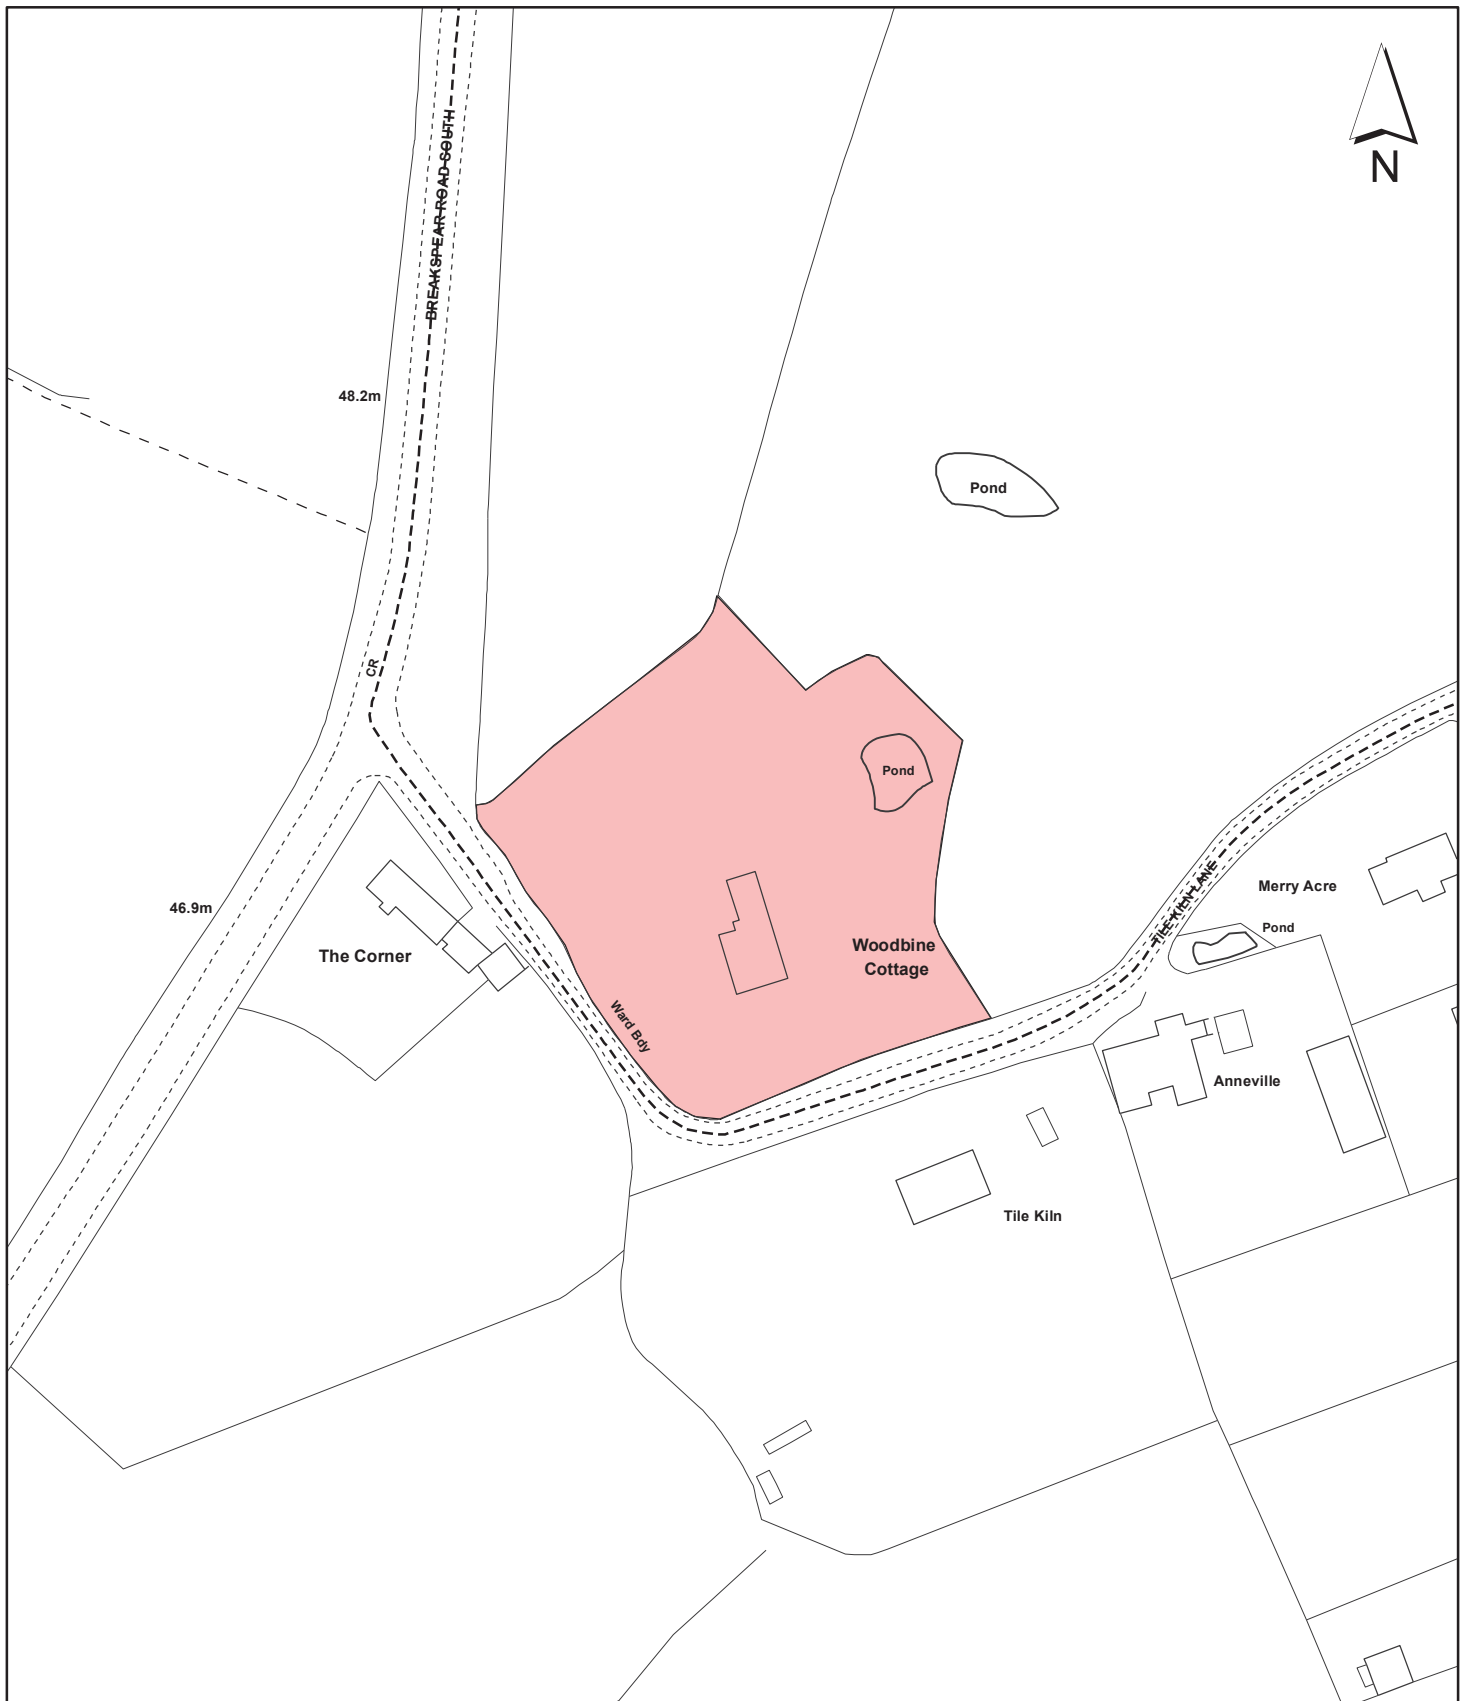 BREAKSPEAR ROAD SOUTH
N
48.2m
Pond
CR
Pond
46.9m
The Corner
Woodbine
Cottage
TILE KILN LANE
Merry Acre
Pond
Ward Bdy
Anneville
Tile Kiln